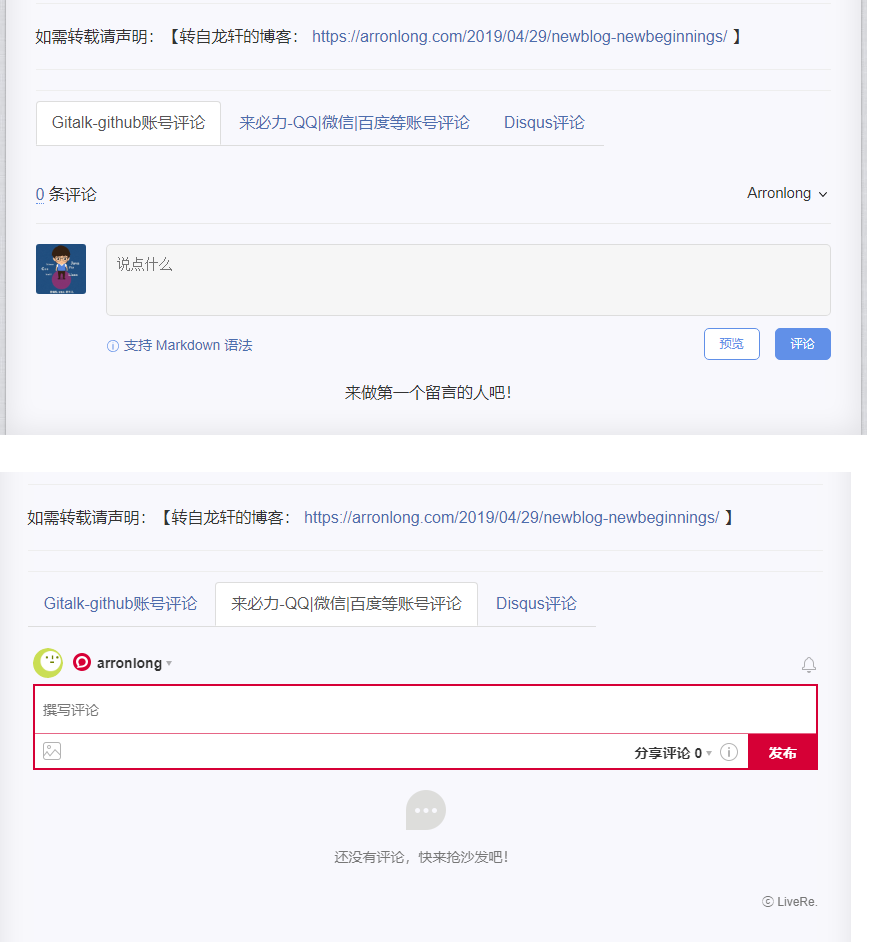 如需转载请声明：【转自龙轩的博客： https://arronlong.com/2019/04/29/newblog-newbeginnings/ 】
Gitalk-github账号评论 来必力-QQ|微信|百度等账号评论 Disqus评论
0 条评论 Arronlong
说点什么
支持 Markdown 语法 预览 评论
来做第一个留言的人吧！
如需转载请声明：【转自龙轩的博客： https://arronlong.com/2019/04/29/newblog-newbeginnings/ 】
Gitalk-github账号评论 来必力-QQ|微信|百度等账号评论 Disqus评论
arronlong
撰写评论
分享评论 0 发布
还没有评论，快来抢沙发吧！
ⓒ LiveRe.